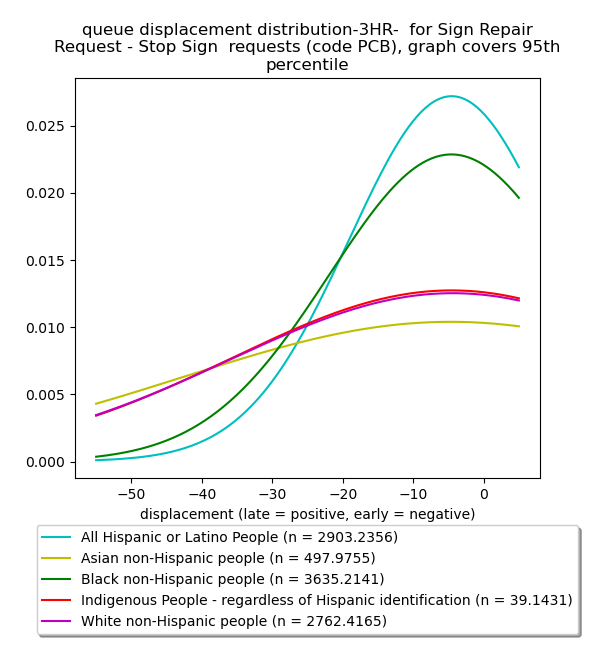 queue displacement distribution-3HR-  for Sign Repair
Request - Stop Sign  requests (code PCB), graph covers 95th
percentile
0.025
0.020
0.015
0.010
0.005
0.000
−50 −40 −30 −20 −10 0
displacement (late = positive, early = negative)
All Hispanic or Latino People (n = 2903.2356)
Asian non-Hispanic people (n = 497.9755)
Black non-Hispanic people (n = 3635.2141)
Indigenous People - regardless of Hispanic identification (n = 39.1431)
White non-Hispanic people (n = 2762.4165)